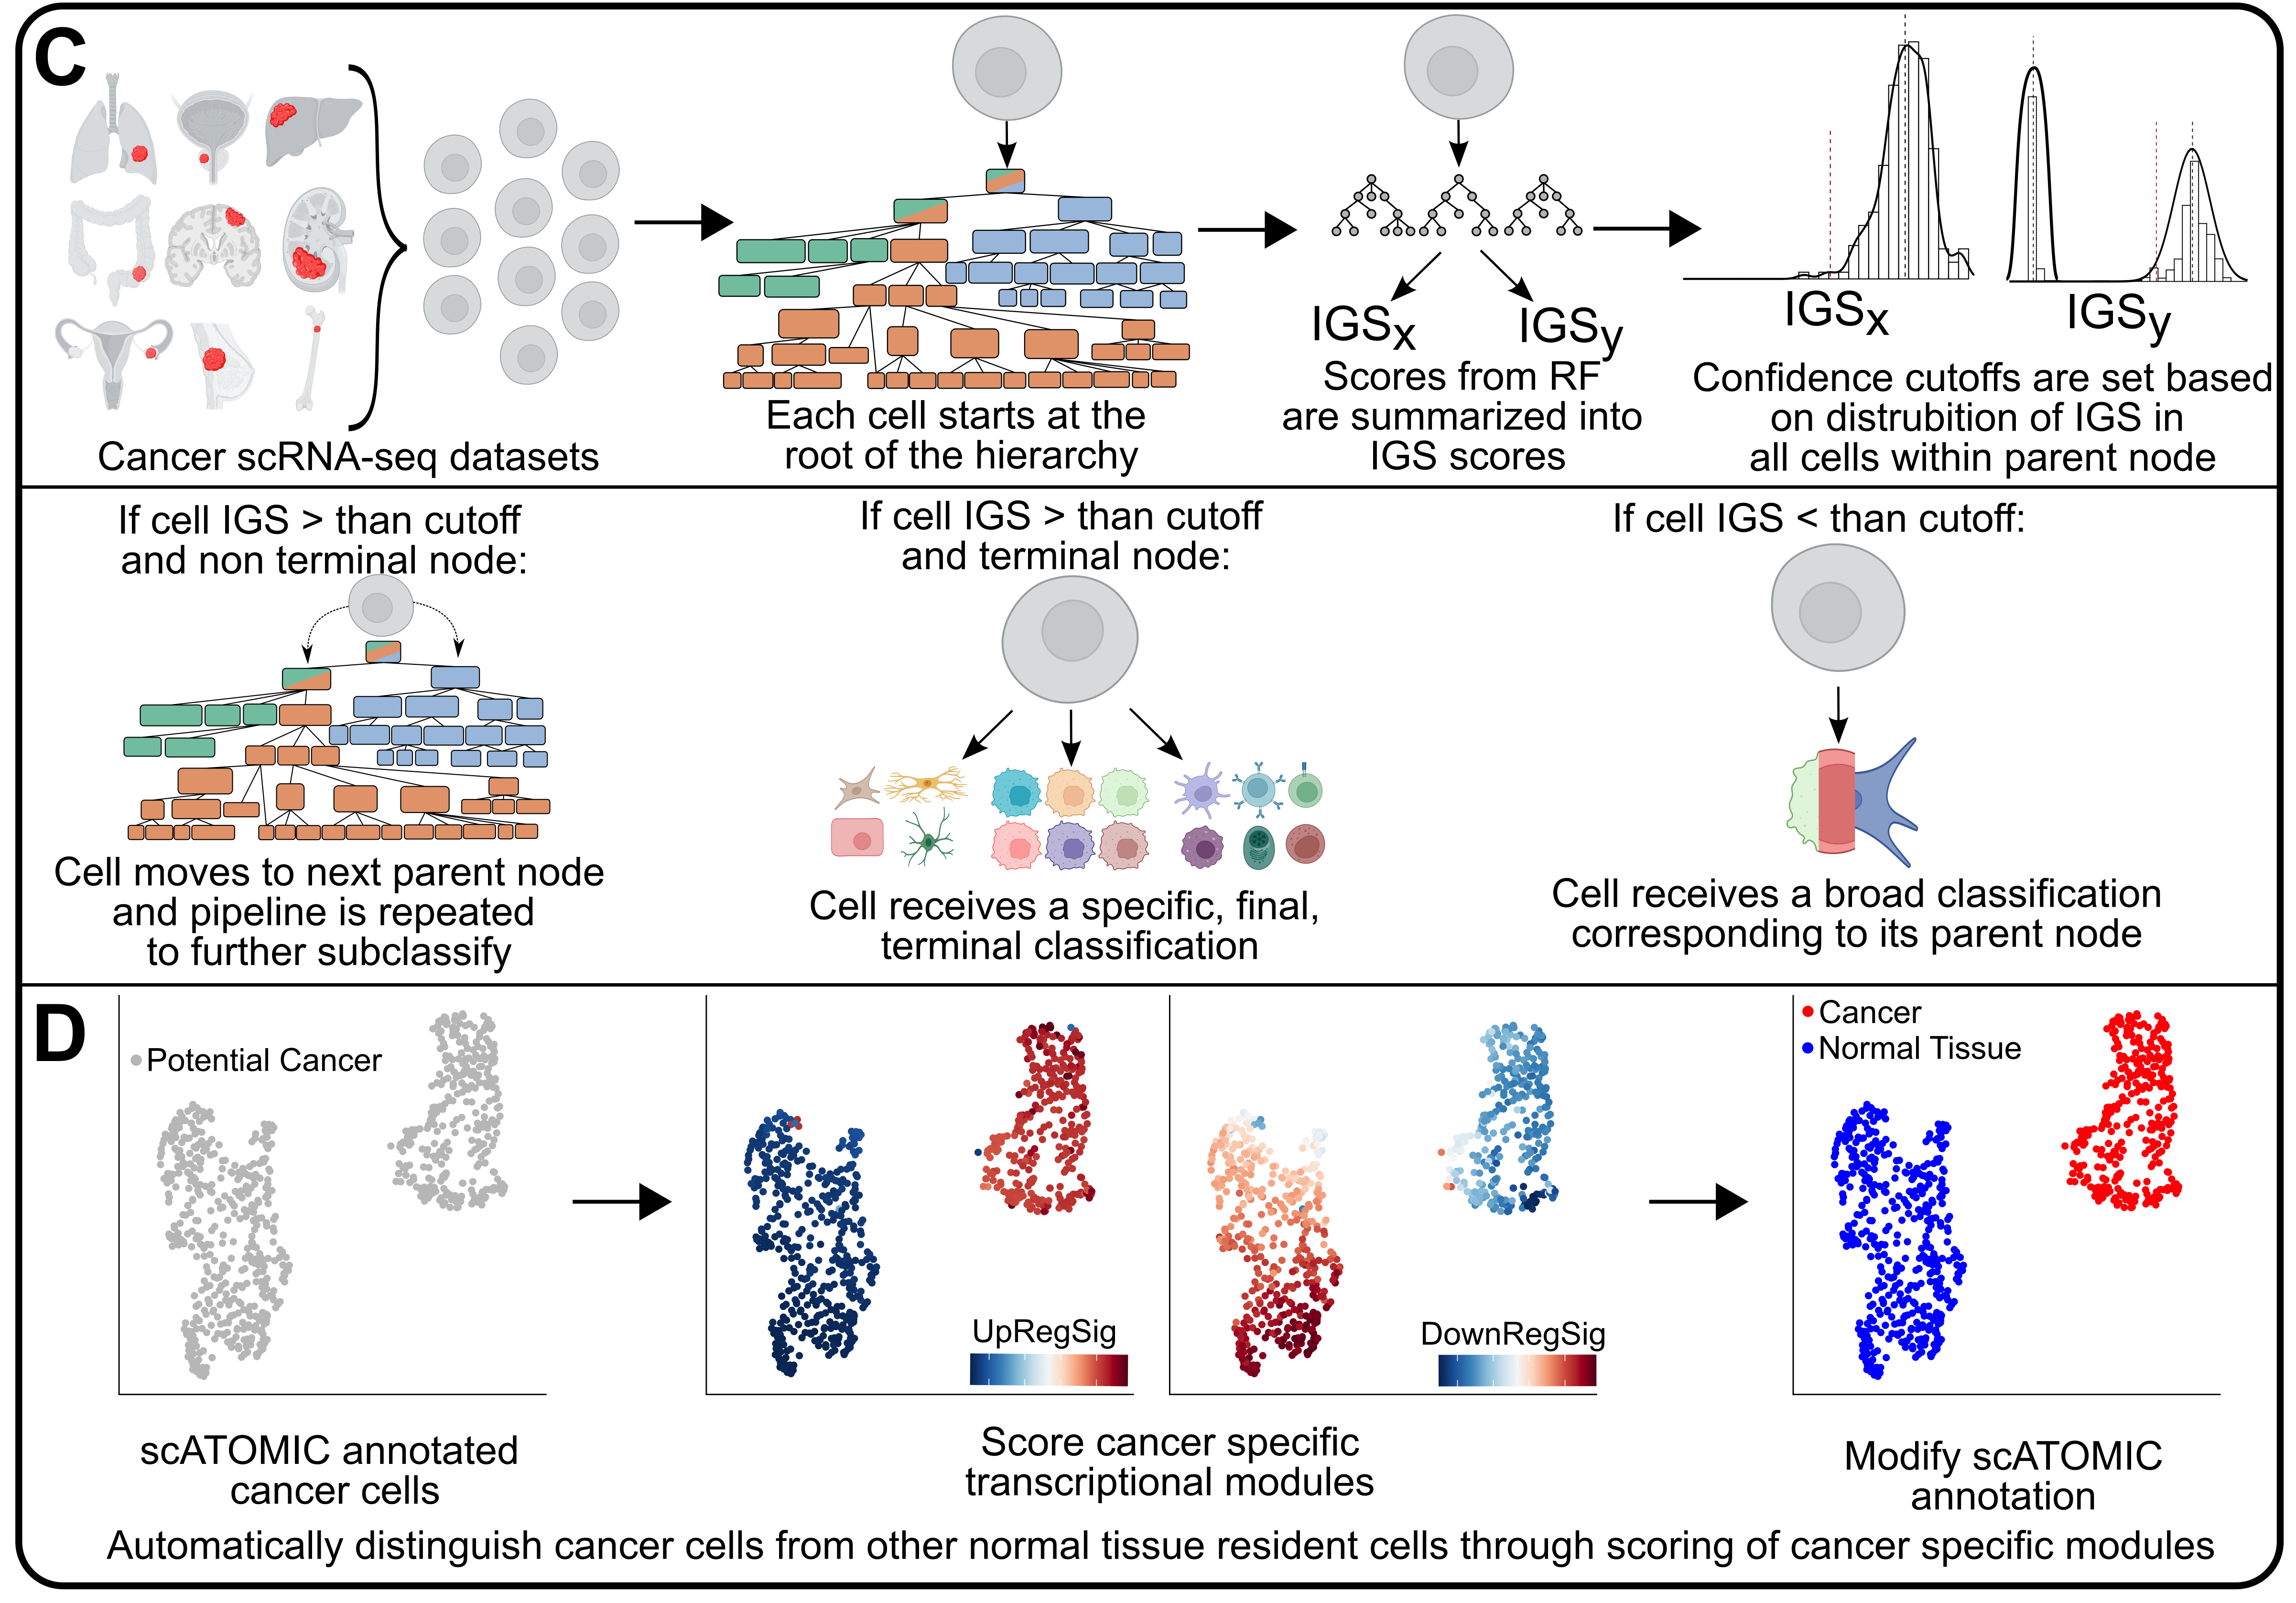 C
Cancer scRNA-seq datasets
Each cell starts at the
root of the hierarchy
IGSx
IGSy
Scores from RF
are summarized into
IGS scores
IGSx
IGSy
Confidence cutoffs are set based
on distrubition of IGS in
all cells within parent node
If cell IGS > than cutoff
and non terminal node:
Cell moves to next parent node
and pipeline is repeated
to further subclassify
If cell IGS > than cutoff
and terminal node:
Cell receives a specific, final,
terminal classification
If cell IGS < than cutoff:
Cell receives a broad classification
corresponding to its parent node
D
Potential Cancer
scATOMIC annotated
cancer cells
UpRegSig
DownRegSig
Score cancer specific
transcriptional modules
Cancer
Normal Tissue
Modify scATOMIC
annotation
Automatically distinguish cancer cells from other normal tissue resident cells through scoring of cancer specific modules